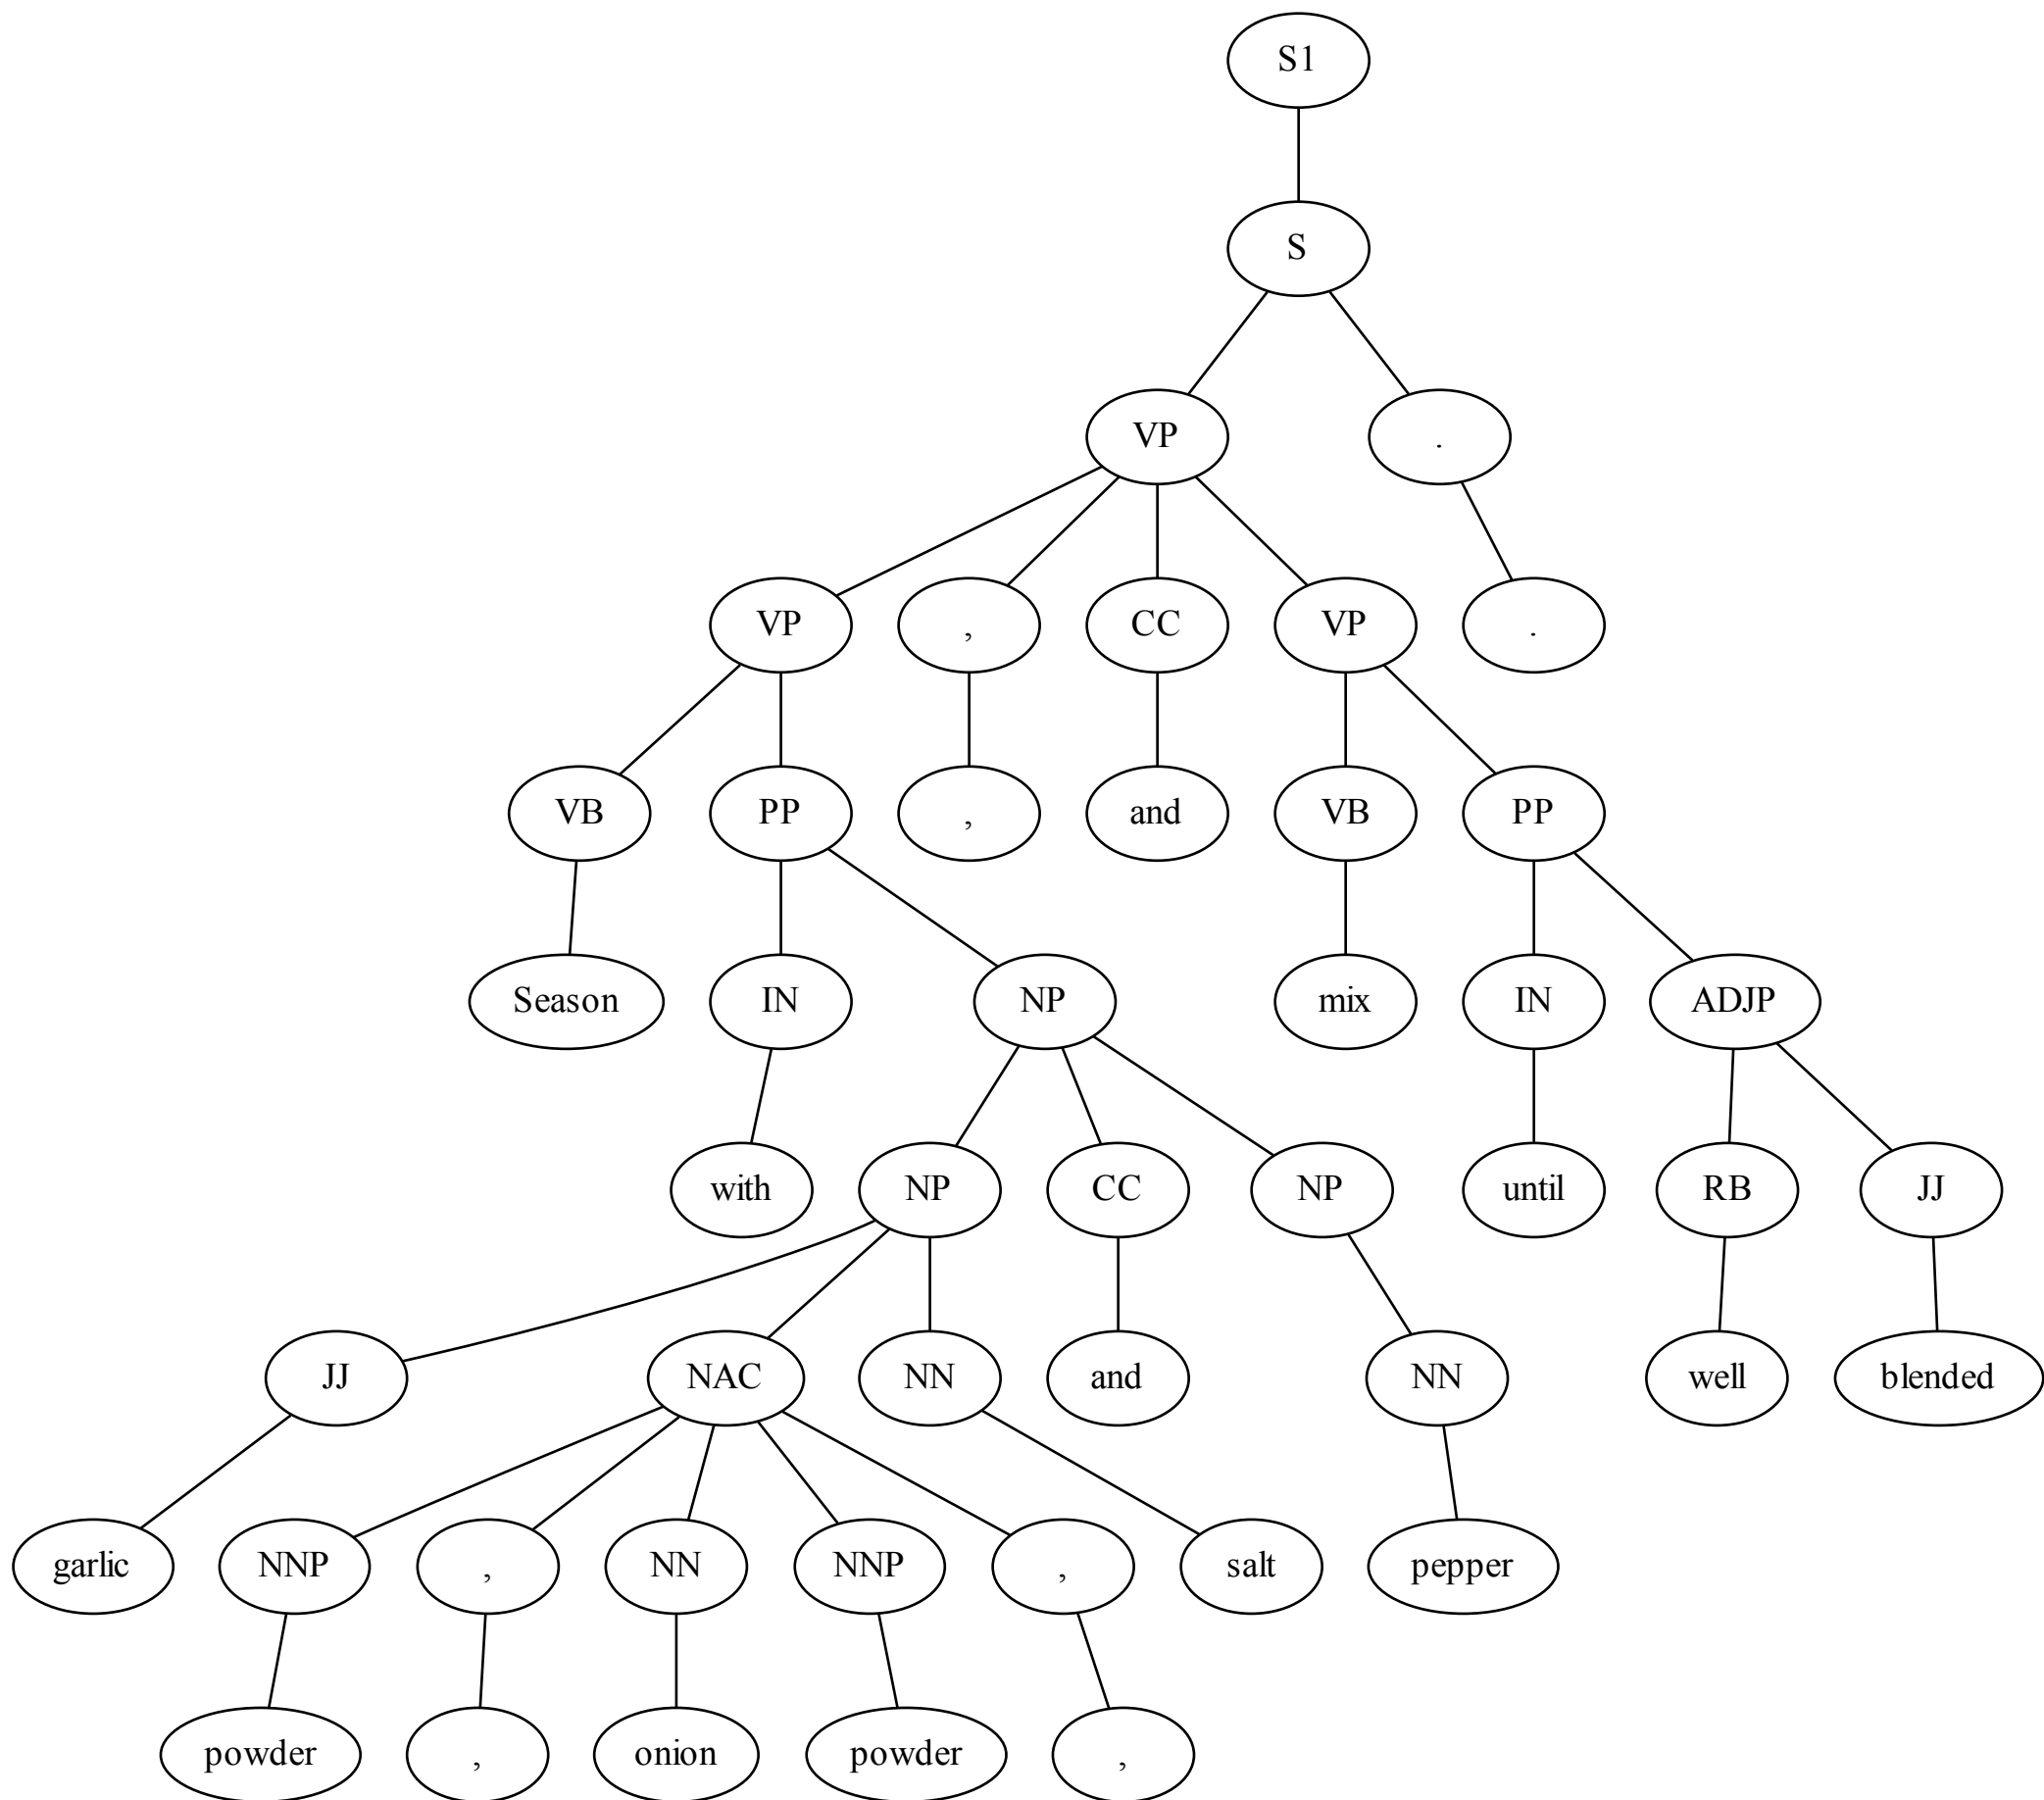 S1
S
VP .
VP , CC VP .
VB PP , and VB PP
Season IN NP mix IN ADJP
with NP CC NP until RB JJ
JJ NAC NN and NN well blended
garlic NNP , NN NNP , salt pepper
powder , onion powder ,